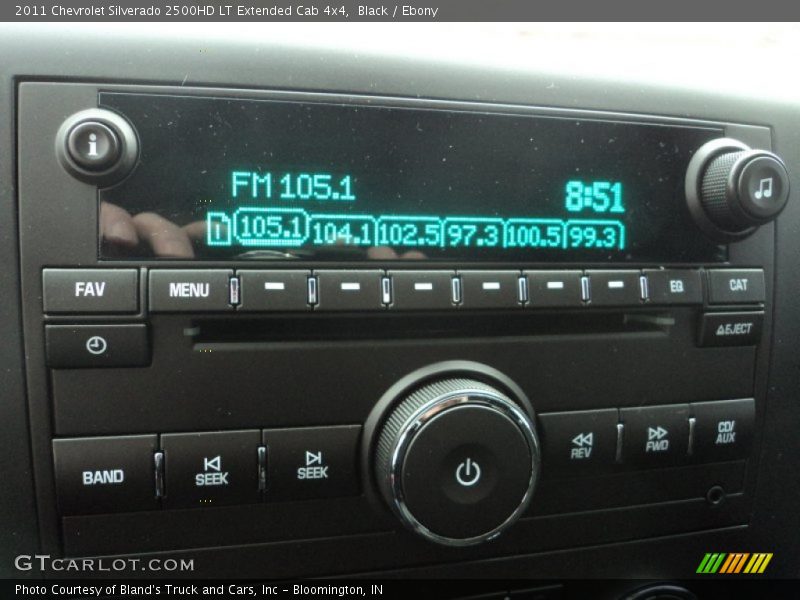 2011 Chevrolet Silverado 2500HD LT Extended Cab 4x4, Black / Ebony
i
FM 105.1 8:51
1 105.1 104.1 102.5 97.3 100.5 99.3
FAV MENU EQ CAT
EJECT
BAND SEEK SEEK REV FWD CD/
AUX
GTCARLOT.COM
Photo Courtesy of Bland's Truck and Cars, Inc - Bloomington, IN